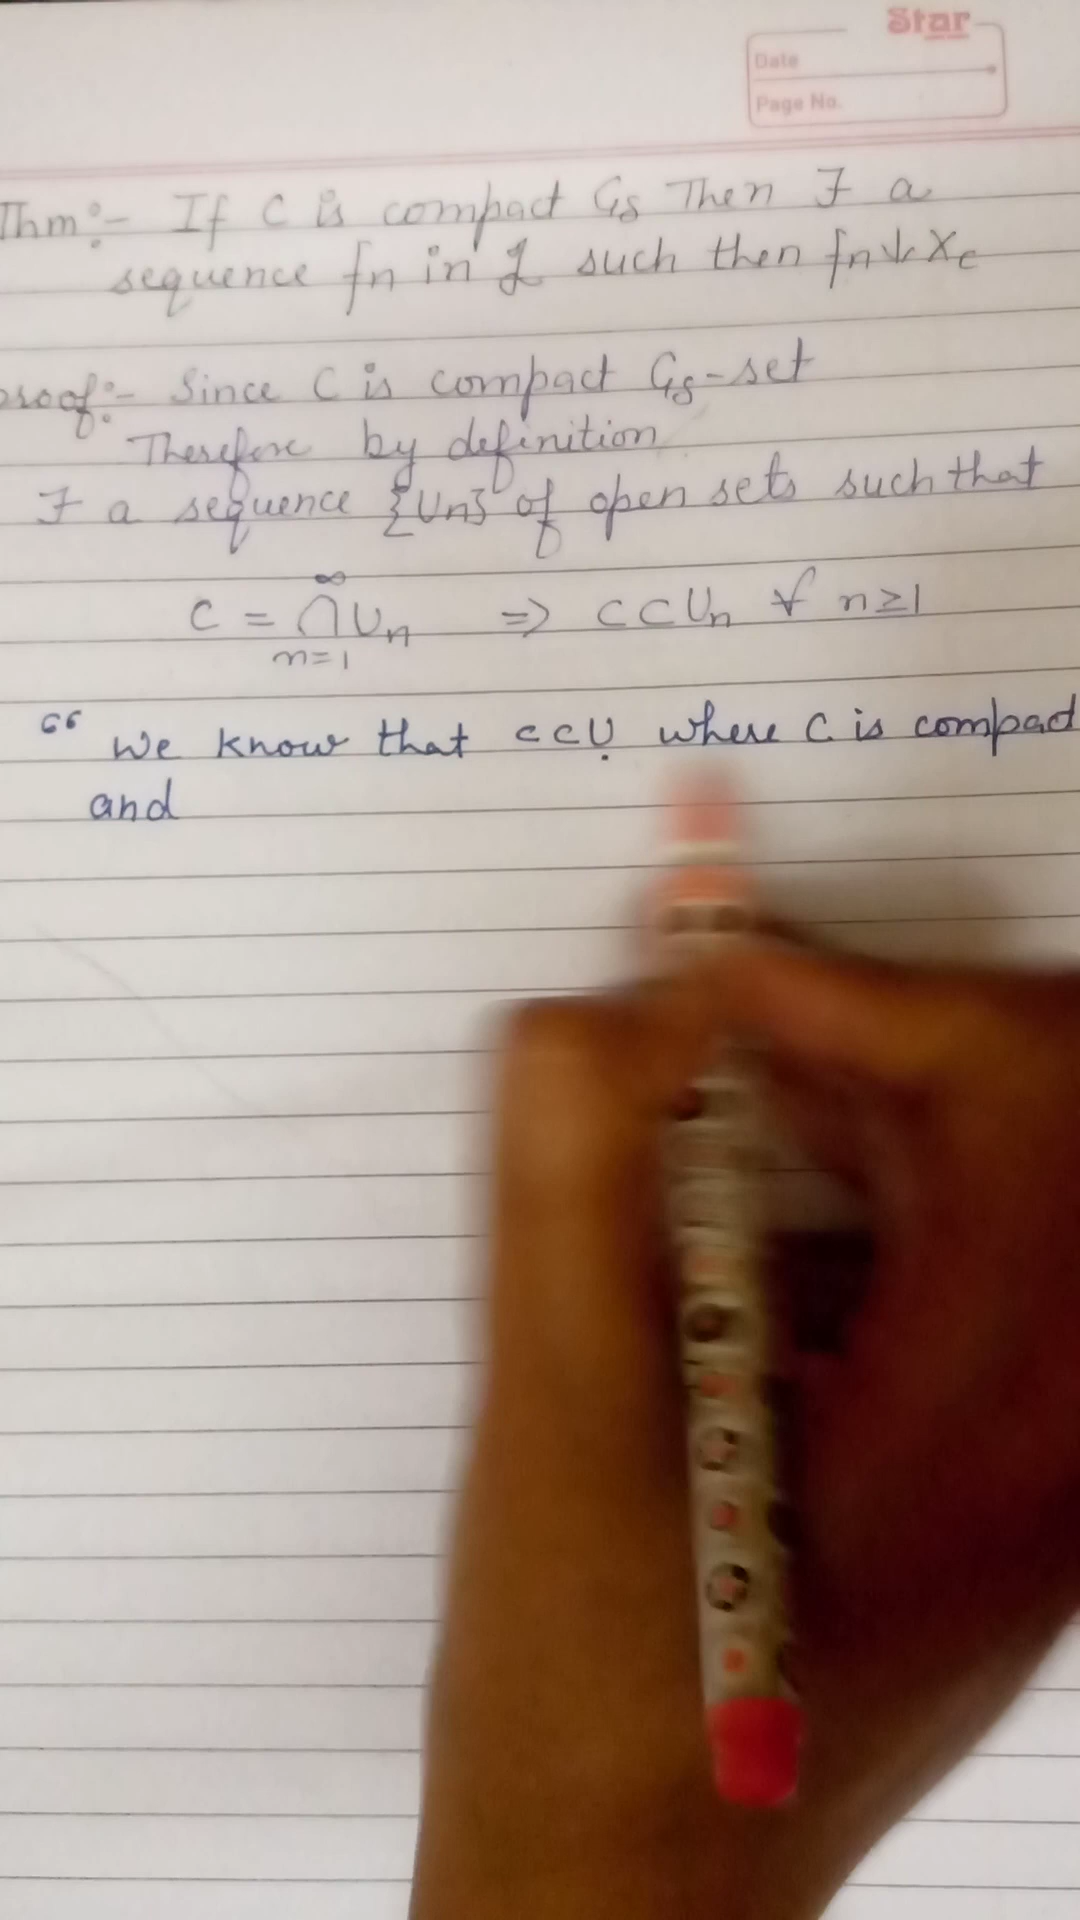 Star
Date
Page No.
Thm:- If C is compact Gδ Then ∃ a
sequence fn in ℒ such then fn↓χc
proof:- Since C is compact Gδ-set
Therefore by definition
∃ a sequence {Un} of open sets such that
C = ∞∩n=1 Un ⇒ C⊂Un ∀ n≥1
“ We know that C⊂U where C is compact
and